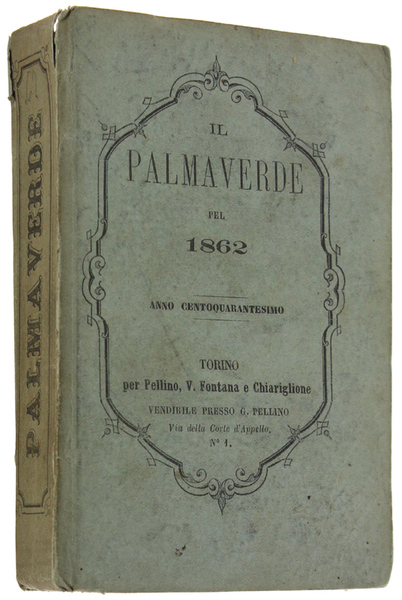 PALMAVERDE
IL
PALMAVERDE
PEL
1862
ANNO CENTOQUARANTESIMO
TORINO
per Pellino, V. Fontana e Chiariglione
VENDIBILE PRESSO G. PELLINO
Via della Corte d'Appello,
N° 1.